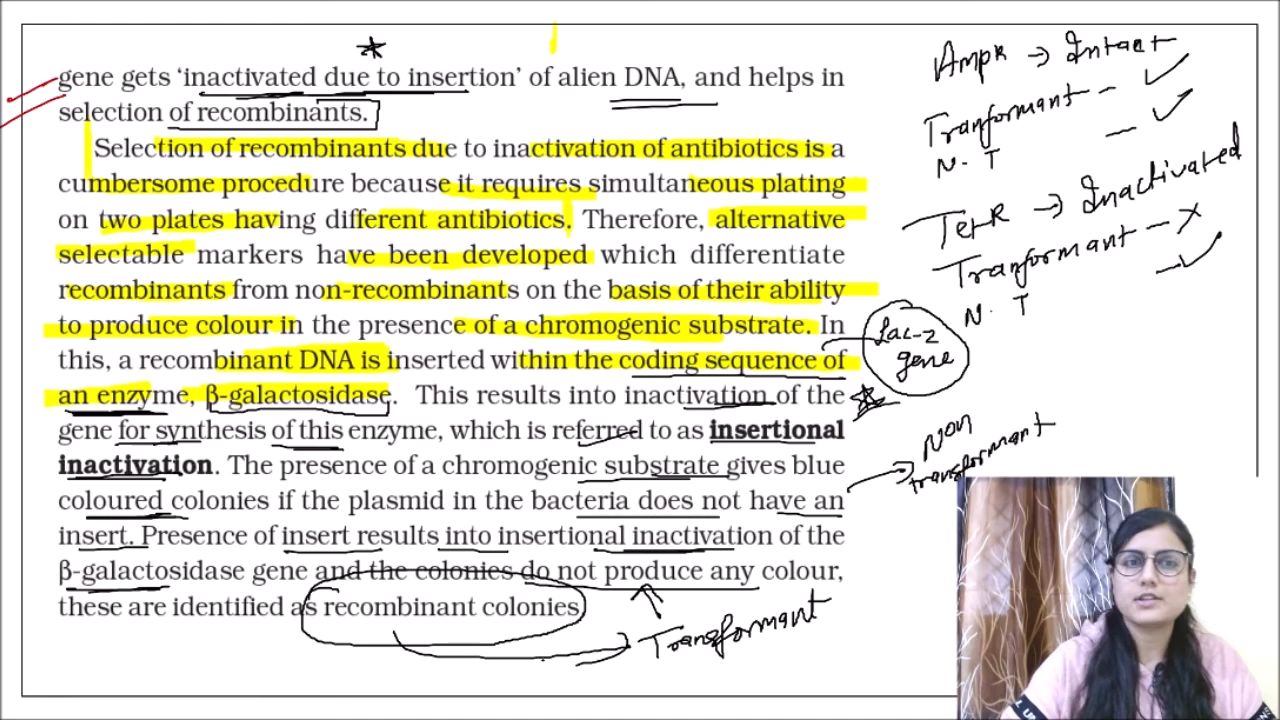 gene gets ‘inactivated due to insertion’ of alien DNA, and helps in
selection of recombinants.
Selection of recombinants due to inactivation of antibiotics is a
cumbersome procedure because it requires simultaneous plating
on two plates having different antibiotics. Therefore, alternative
selectable markers have been developed which differentiate
recombinants from non-recombinants on the basis of their ability
to produce colour in the presence of a chromogenic substrate. In
this, a recombinant DNA is inserted within the coding sequence of
an enzyme, β-galactosidase. This results into inactivation of the
gene for synthesis of this enzyme, which is referred to as insertional
inactivation. The presence of a chromogenic substrate gives blue
coloured colonies if the plasmid in the bacteria does not have an
insert. Presence of insert results into insertional inactivation of the
β-galactosidase gene and the colonies do not produce any colour,
these are identified as recombinant colonies
AmpR → Intact
Tranformant - ✓
N. T - ✓
TetR → Inactivated
Tranformant - X
N. T - ✓
Lac-z
gene
Non
transformant
Transformant